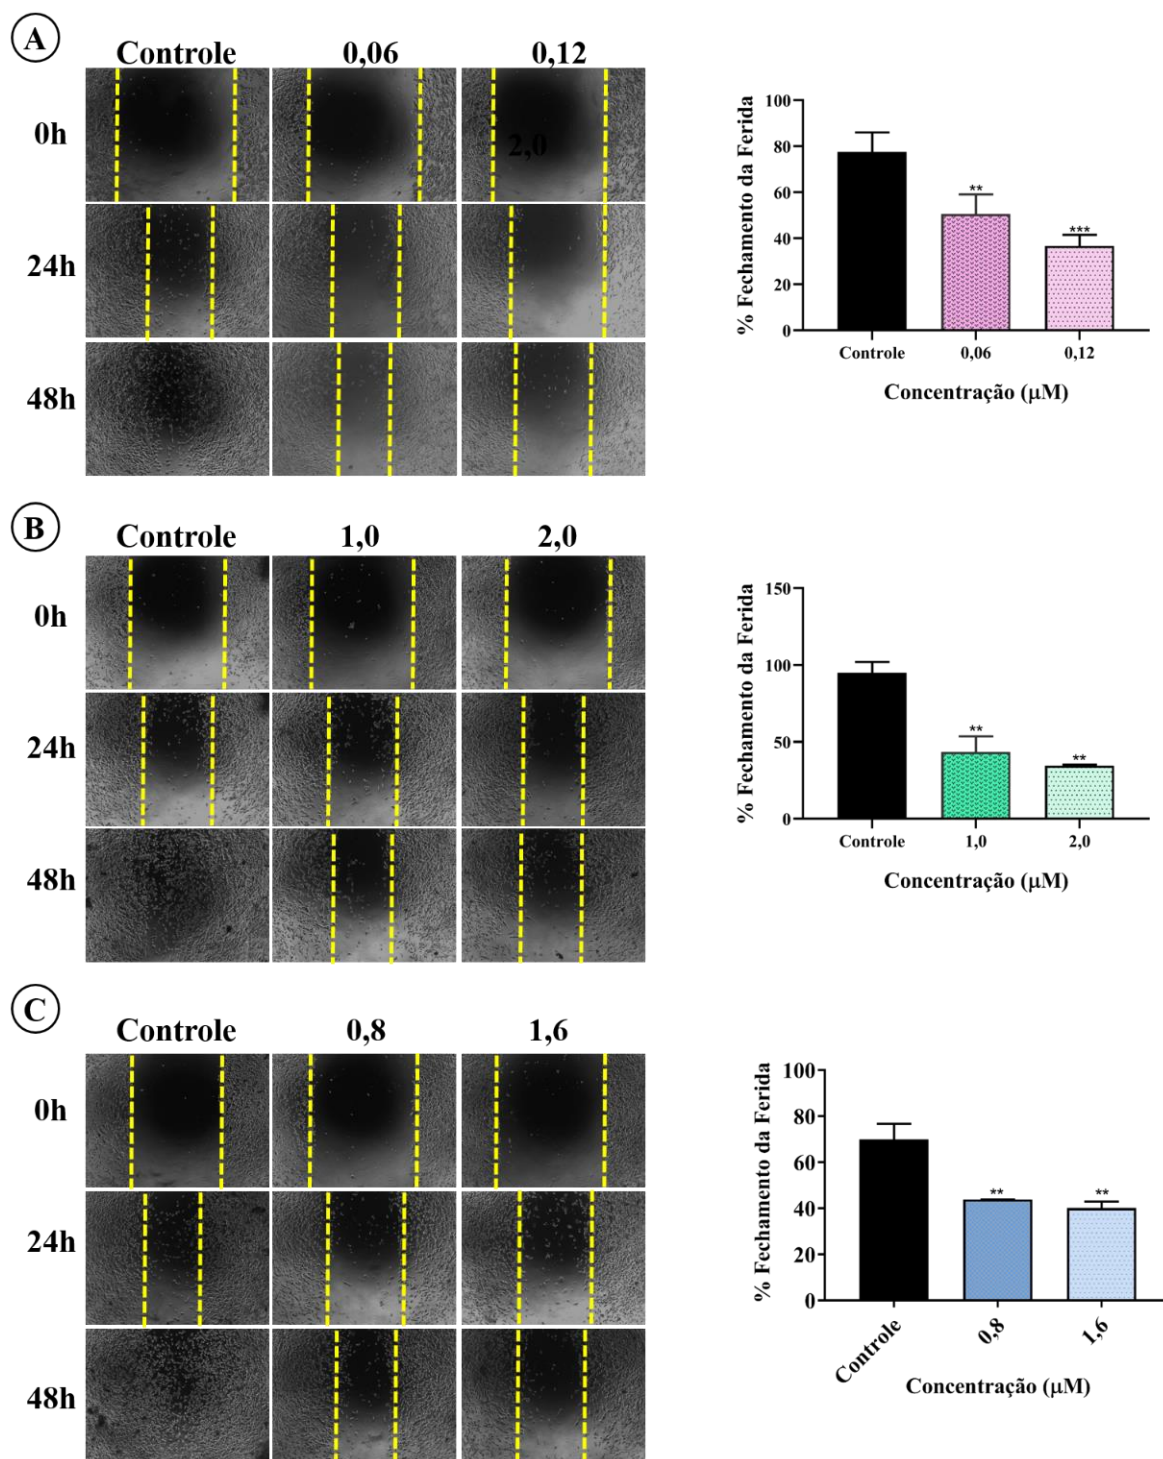 A
Controle 0,06 0,12
0h
2,0
24h
48h
% Fechamento da Ferida
100
80
60
40
20
0
**
***
Controle 0,06 0,12
Concentração (µM)
B
Controle 1,0 2,0
0h
24h
48h
% Fechamento da Ferida
150
100
50
0
**
**
Controle 1,0 2,0
Concentração (µM)
C
Controle 0,8 1,6
0h
24h
48h
% Fechamento da Ferida
100
80
60
40
20
0
**
**
Controle 0,8 1,6
Concentração (µM)